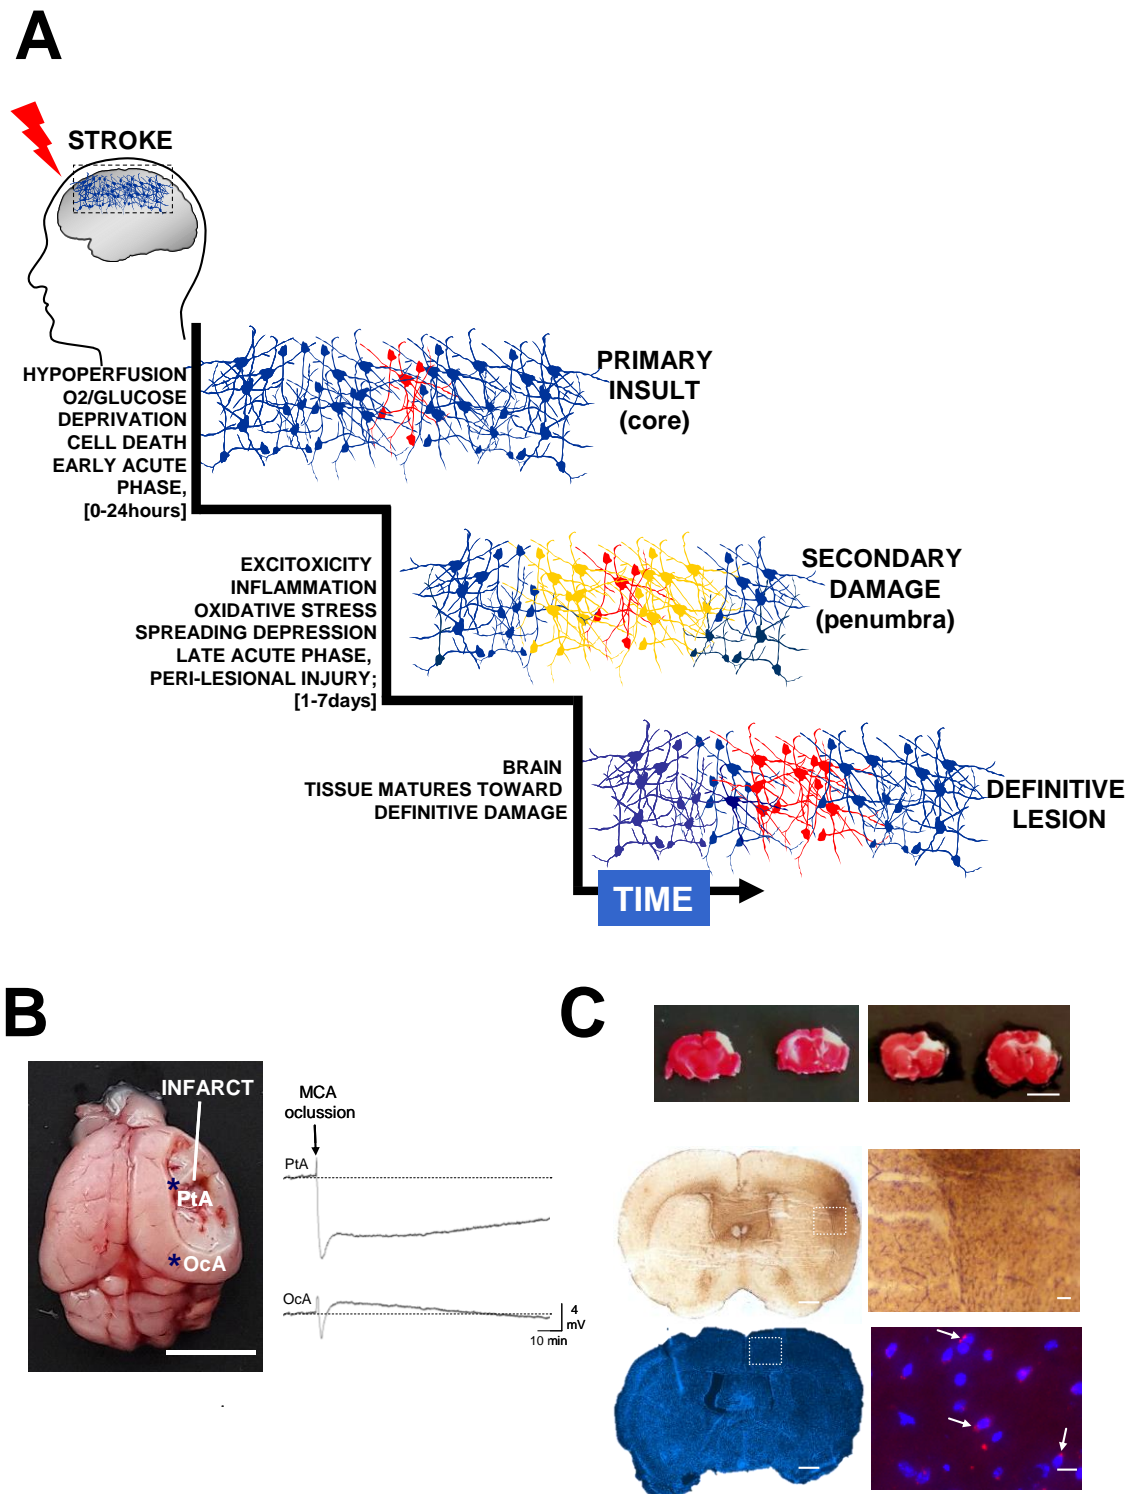 A
STROKE
HYPOPERFUSION
O2/GLUCOSE
DEPRIVATION
CELL DEATH
EARLY ACUTE
PHASE,
[0-24hours]
PRIMARY
INSULT
(core)
EXCITOXICITY
INFLAMMATION
OXIDATIVE STRESS
SPREADING DEPRESSION
LATE ACUTE PHASE,
PERI-LESIONAL INJURY;
[1-7days]
SECONDARY
DAMAGE
(penumbra)
BRAIN
TISSUE MATURES TOWARD
DEFINITIVE DAMAGE
DEFINITIVE
LESION
TIME
B
INFARCT
* PtA
* OcA
MCA
oclussion
PtA
OcA
4
mV
10 min
C